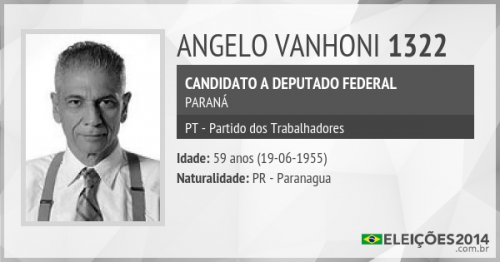 ANGELO VANHONI 1322
CANDIDATO A DEPUTADO FEDERAL
PARANÁ
PT - Partido dos Trabalhadores
Idade: 59 anos (19-06-1955)
Naturalidade: PR - Paranagua
ELEIÇÕES2014
.com.br